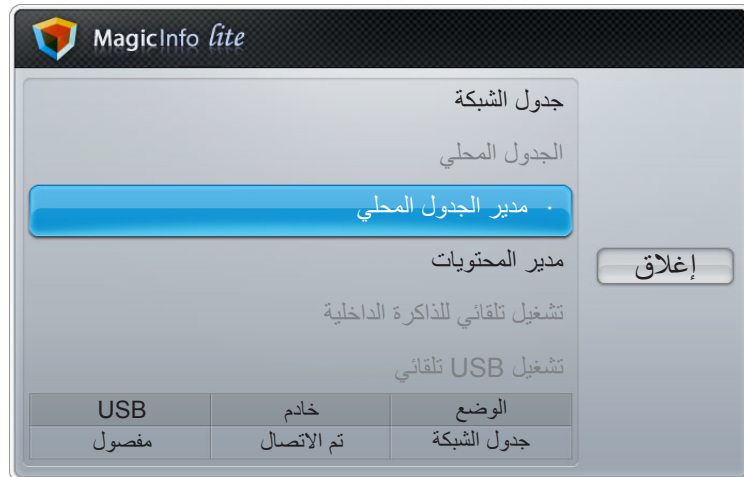 MagicInfo lite
جدول الشبكة
الجدول المحلي
· مدير الجدول المحلي
مدير المحتويات
إغلاق
تشغيل تلقائي للذاكرة الداخلية
تشغيل USB تلقائي
الوضع خادم USB
جدول الشبكة تم الاتصال مفصول